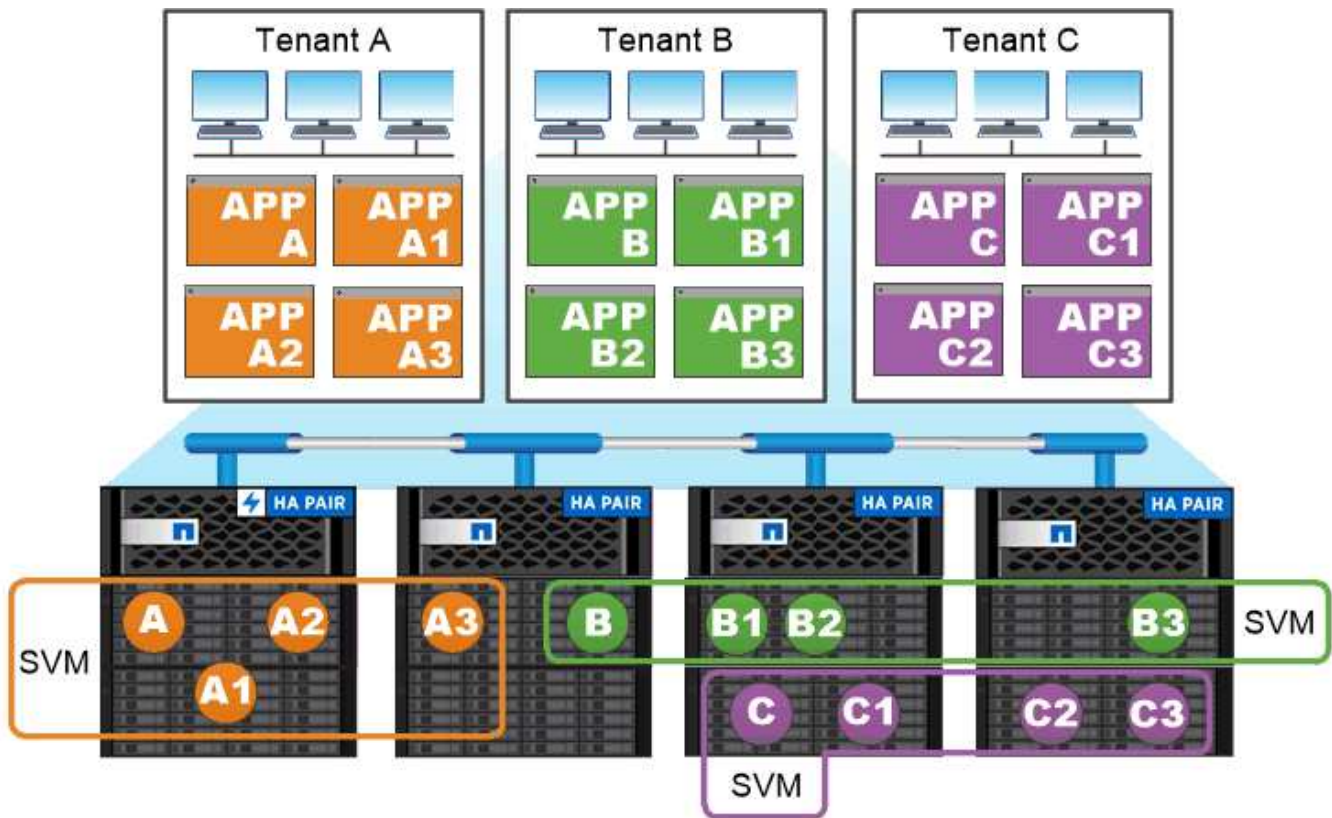 Tenant A
Tenant B
Tenant C
APP
A
APP
A1
APP
B
APP
B1
APP
C
APP
C1
APP
A2
APP
A3
APP
B2
APP
B3
APP
C2
APP
C3
HA PAIR
HA PAIR
HA PAIR
HA PAIR
SVM
A
A2
A1
A3
B
B1
B2
B3
SVM
C
C1
C2
C3
SVM